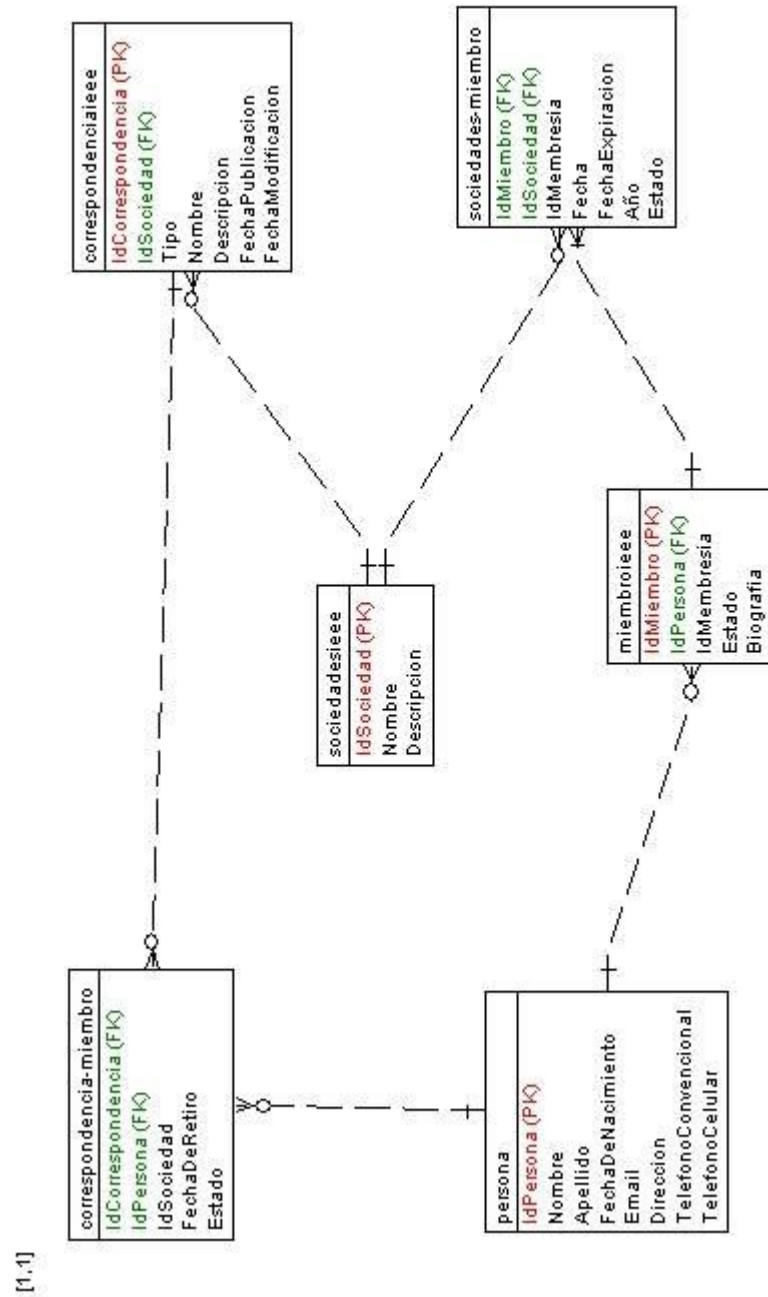 [1.1]
correspondencia-miembro
IdCorrespondencia (FK)
IdPersona (FK)
IdSociedad
FechaDeRetiro
Estado
correspondenciaieee
IdCorrespondencia (PK)
IdSociedad (FK)
Tipo
Nombre
Descripcion
FechaPublicacion
FechaModificacion
sociedadesieee
IdSociedad (PK)
Nombre
Descripcion
persona
IdPersona (PK)
Nombre
Apellido
FechaDeNacimiento
Email
Direccion
TelefonoConvencional
TelefonoCelular
miembroieee
IdMiembro (PK)
IdPersona (FK)
IdMembresia
Estado
Biografia
sociedades-miembro
IdMiembro (FK)
IdSociedad (FK)
IdMembresia
Fecha
FechaExpiracion
Año
Estado